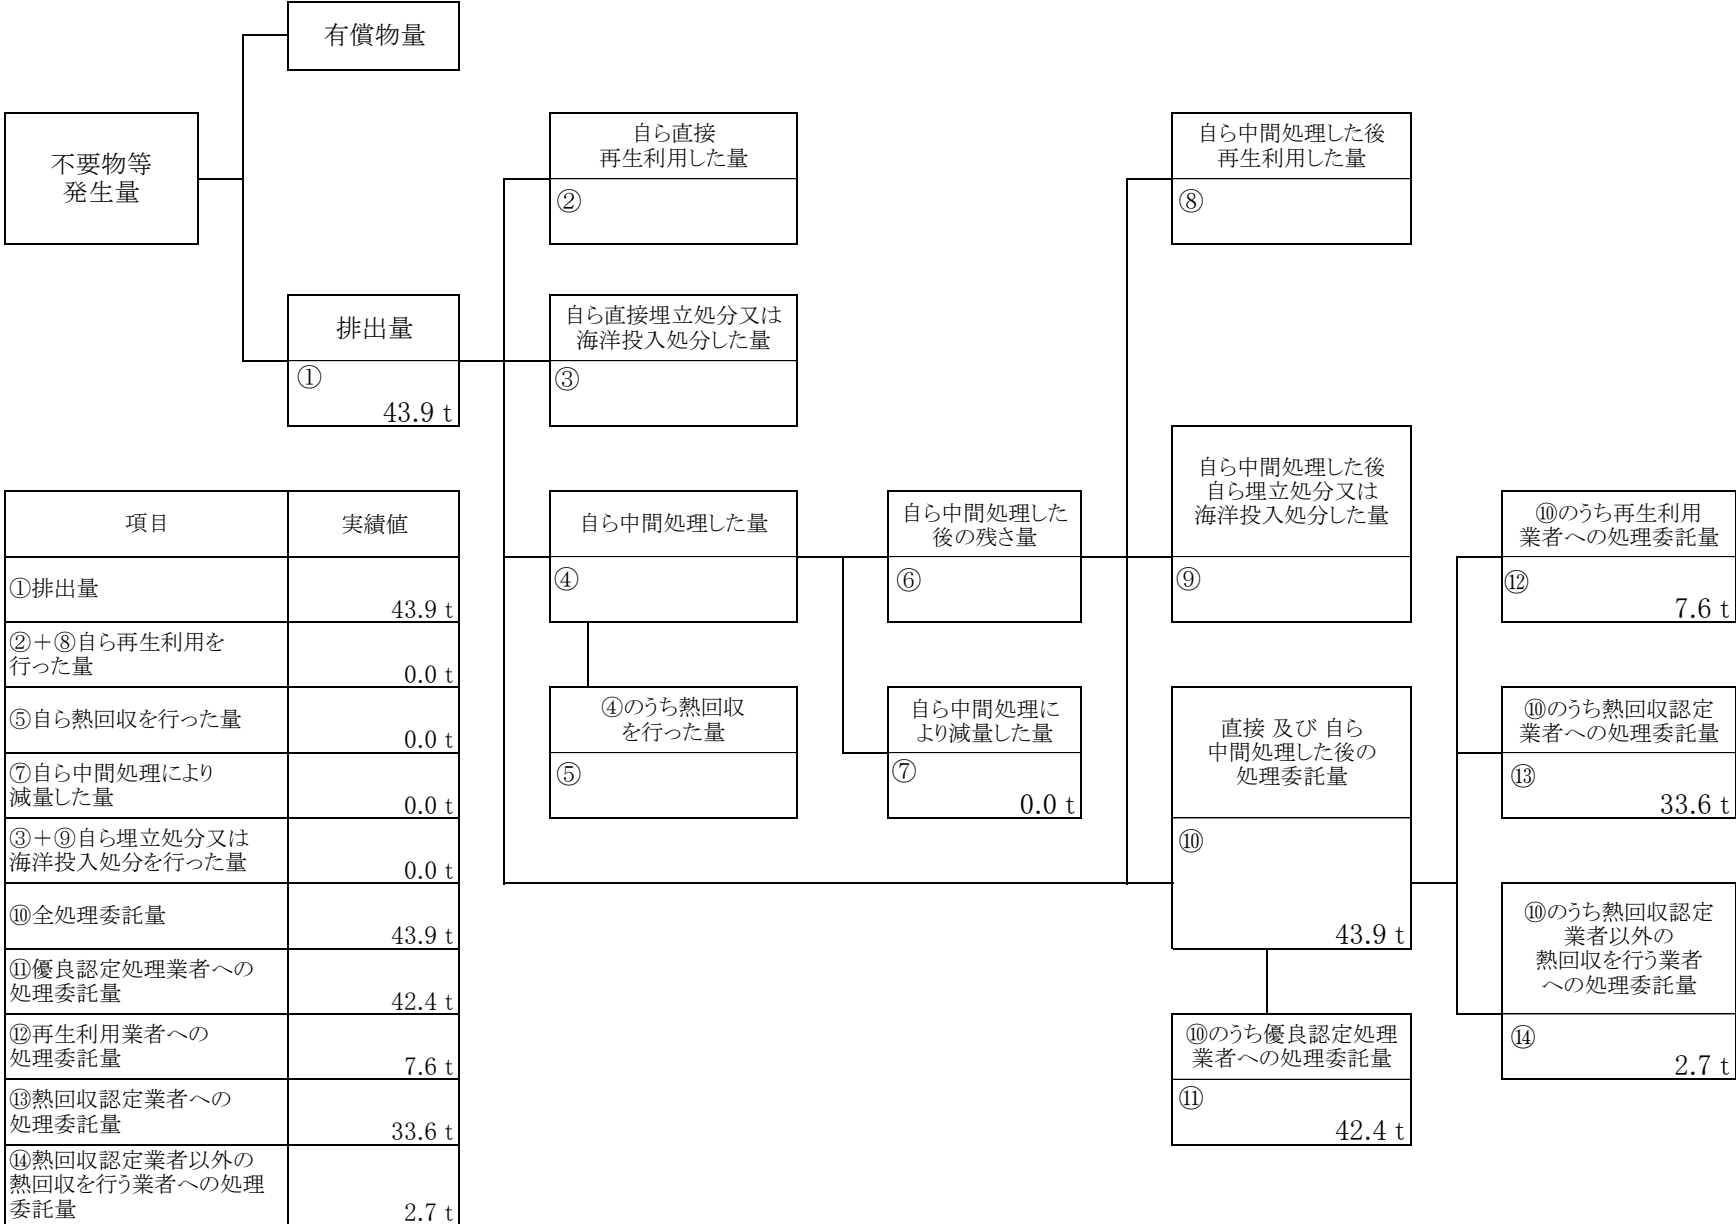 有償物量
不要物等
発生量
自ら直接
再生利用した量
②
自ら中間処理した後
再生利用した量
⑧
排出量
①
43.9 t
自ら直接埋立処分又は
海洋投入処分した量
③
自ら中間処理した量
④
自ら中間処理した
後の残さ量
⑥
自ら中間処理した後
自ら埋立処分又は
海洋投入処分した量
⑨
⑩のうち再生利用
業者への処理委託量
⑫
7.6 t
④のうち熱回収
を行った量
⑤
自ら中間処理に
より減量した量
⑦
0.0 t
直接 及び 自ら
中間処理した後の
処理委託量
⑩
43.9 t
⑩のうち熱回収認定
業者への処理委託量
⑬
33.6 t
⑩のうち熱回収認定
業者以外の
熱回収を行う業者
への処理委託量
⑭
2.7 t
⑩のうち優良認定処理
業者への処理委託量
⑪
42.4 t
項目 実績値
①排出量
43.9 t
②＋⑧自ら再生利用を
行った量
0.0 t
⑤自ら熱回収を行った量
0.0 t
⑦自ら中間処理により
減量した量
0.0 t
③＋⑨自ら埋立処分又は
海洋投入処分を行った量
0.0 t
⑩全処理委託量
43.9 t
⑪優良認定処理業者への
処理委託量
42.4 t
⑫再生利用業者への
処理委託量
7.6 t
⑬熱回収認定業者への
処理委託量
33.6 t
⑭熱回収認定業者以外の
熱回収を行う業者への処理
委託量
2.7 t